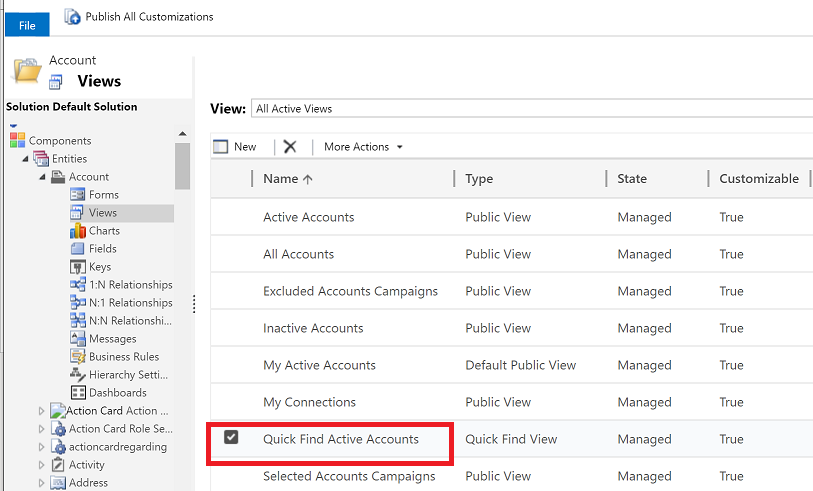 File
Publish All Customizations
Account
Views
Solution Default Solution
Components
Entities
Account
Forms
Views
Charts
Fields
Keys
1:N Relationships
N:1 Relationships
N:N Relationshi...
Messages
Business Rules
Hierarchy Setti...
Dashboards
Action Card Action ...
Action Card Role Se...
actioncardregarding
Activity
Address
View: All Active Views
New More Actions
Name Type State Customizable
Active Accounts Public View Managed True
All Accounts Public View Managed True
Excluded Accounts Campaigns Public View Managed True
Inactive Accounts Public View Managed True
My Active Accounts Default Public View Managed True
My Connections Public View Managed True
Quick Find Active Accounts Quick Find View Managed True
Selected Accounts Campaigns Public View Managed True